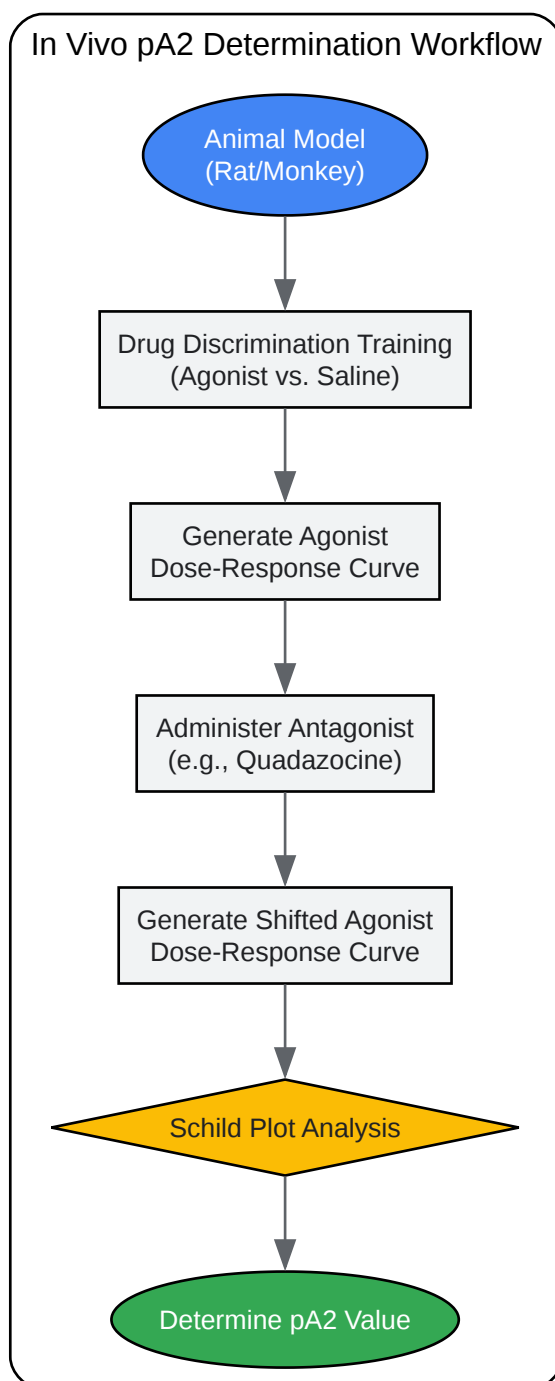 In Vivo pA2 Determination Workflow
Animal Model
(Rat/Monkey)
Drug Discrimination Training
(Agonist vs. Saline)
Generate Agonist
Dose-Response Curve
Administer Antagonist
(e.g., Quadazocine)
Generate Shifted Agonist
Dose-Response Curve
Schild Plot Analysis
Determine pA2 Value